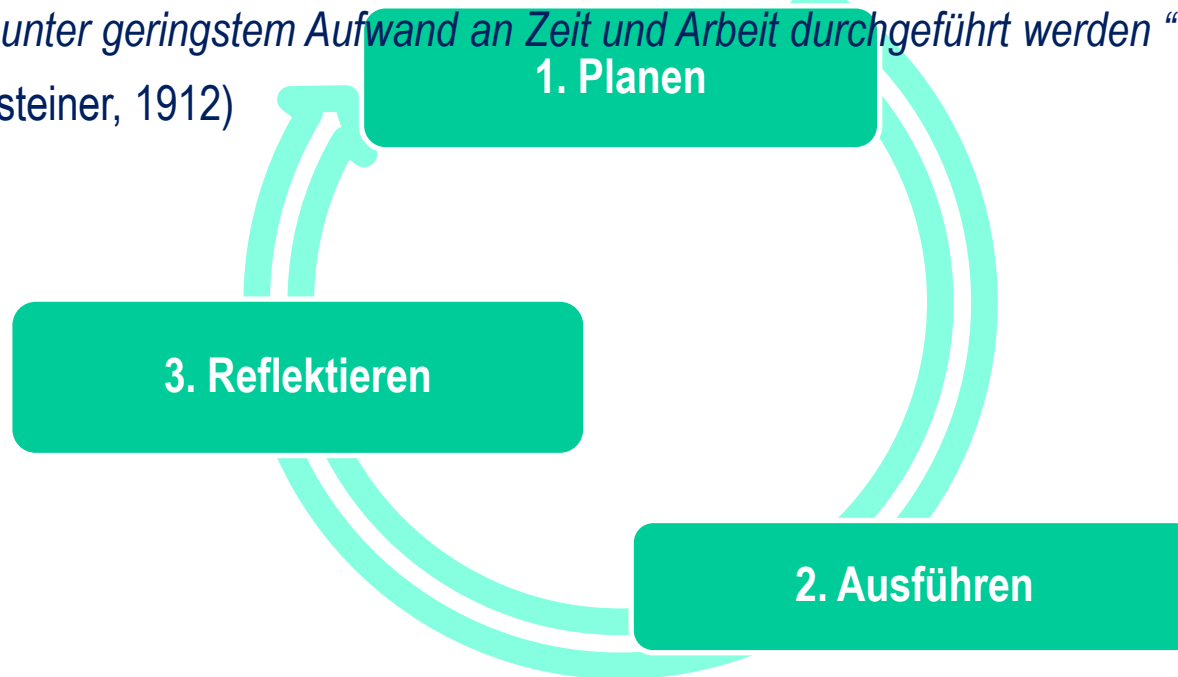 unter geringstem Aufwand an Zeit und Arbeit durchgeführt werden “
steiner, 1912)
1. Planen
3. Reflektieren
2. Ausführen